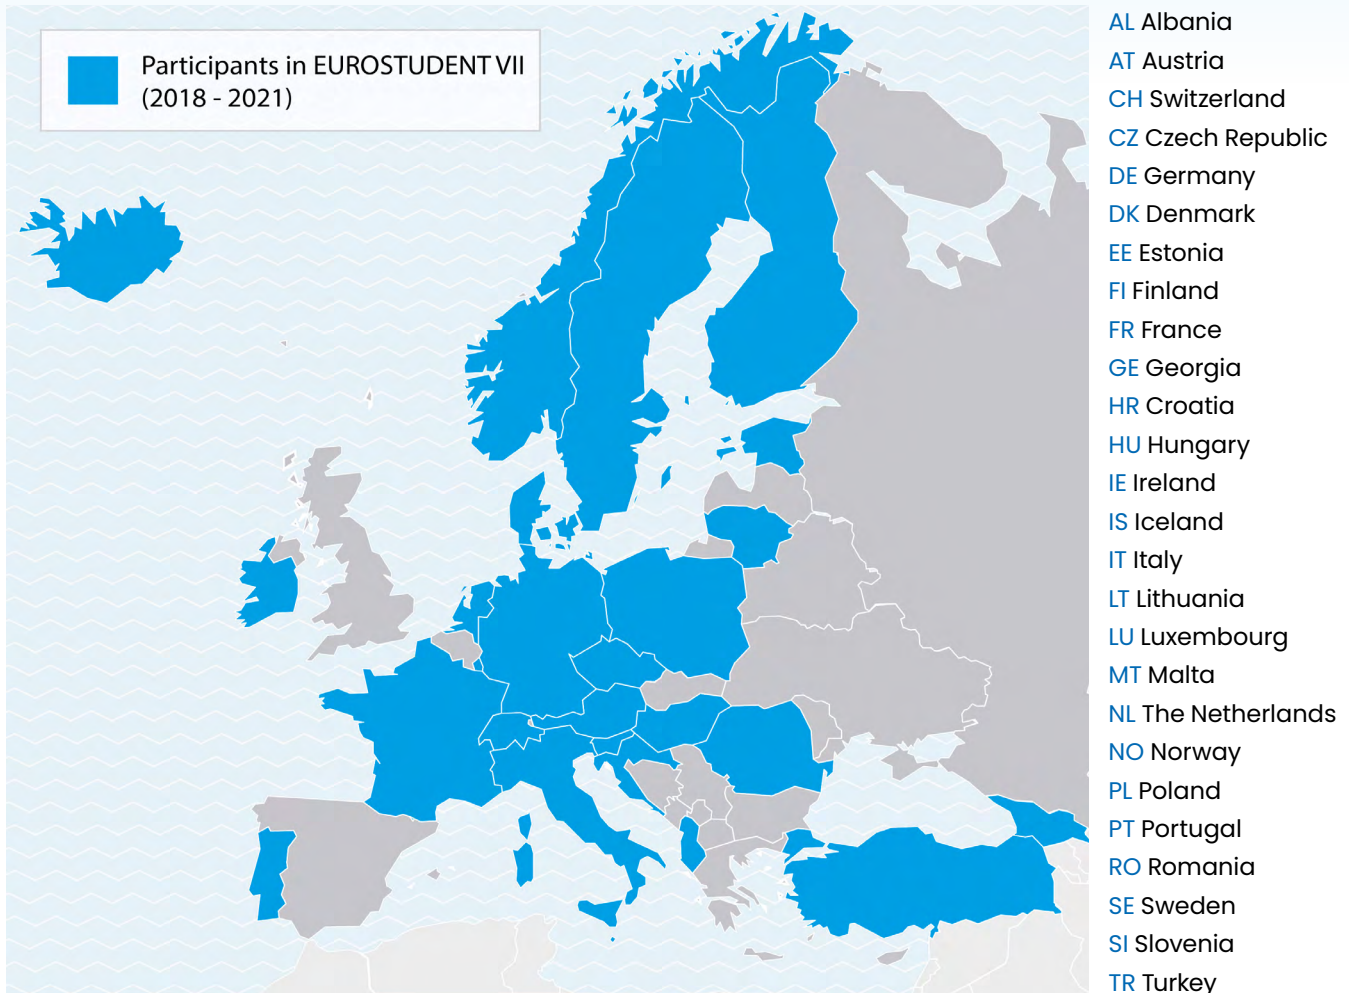 Participants in EUROSTUDENT VII
(2018 - 2021)
AL Albania
AT Austria
CH Switzerland
CZ Czech Republic
DE Germany
DK Denmark
EE Estonia
FI Finland
FR France
GE Georgia
HR Croatia
HU Hungary
IE Ireland
IS Iceland
IT Italy
LT Lithuania
LU Luxembourg
MT Malta
NL The Netherlands
NO Norway
PL Poland
PT Portugal
RO Romania
SE Sweden
SI Slovenia
TR Turkey